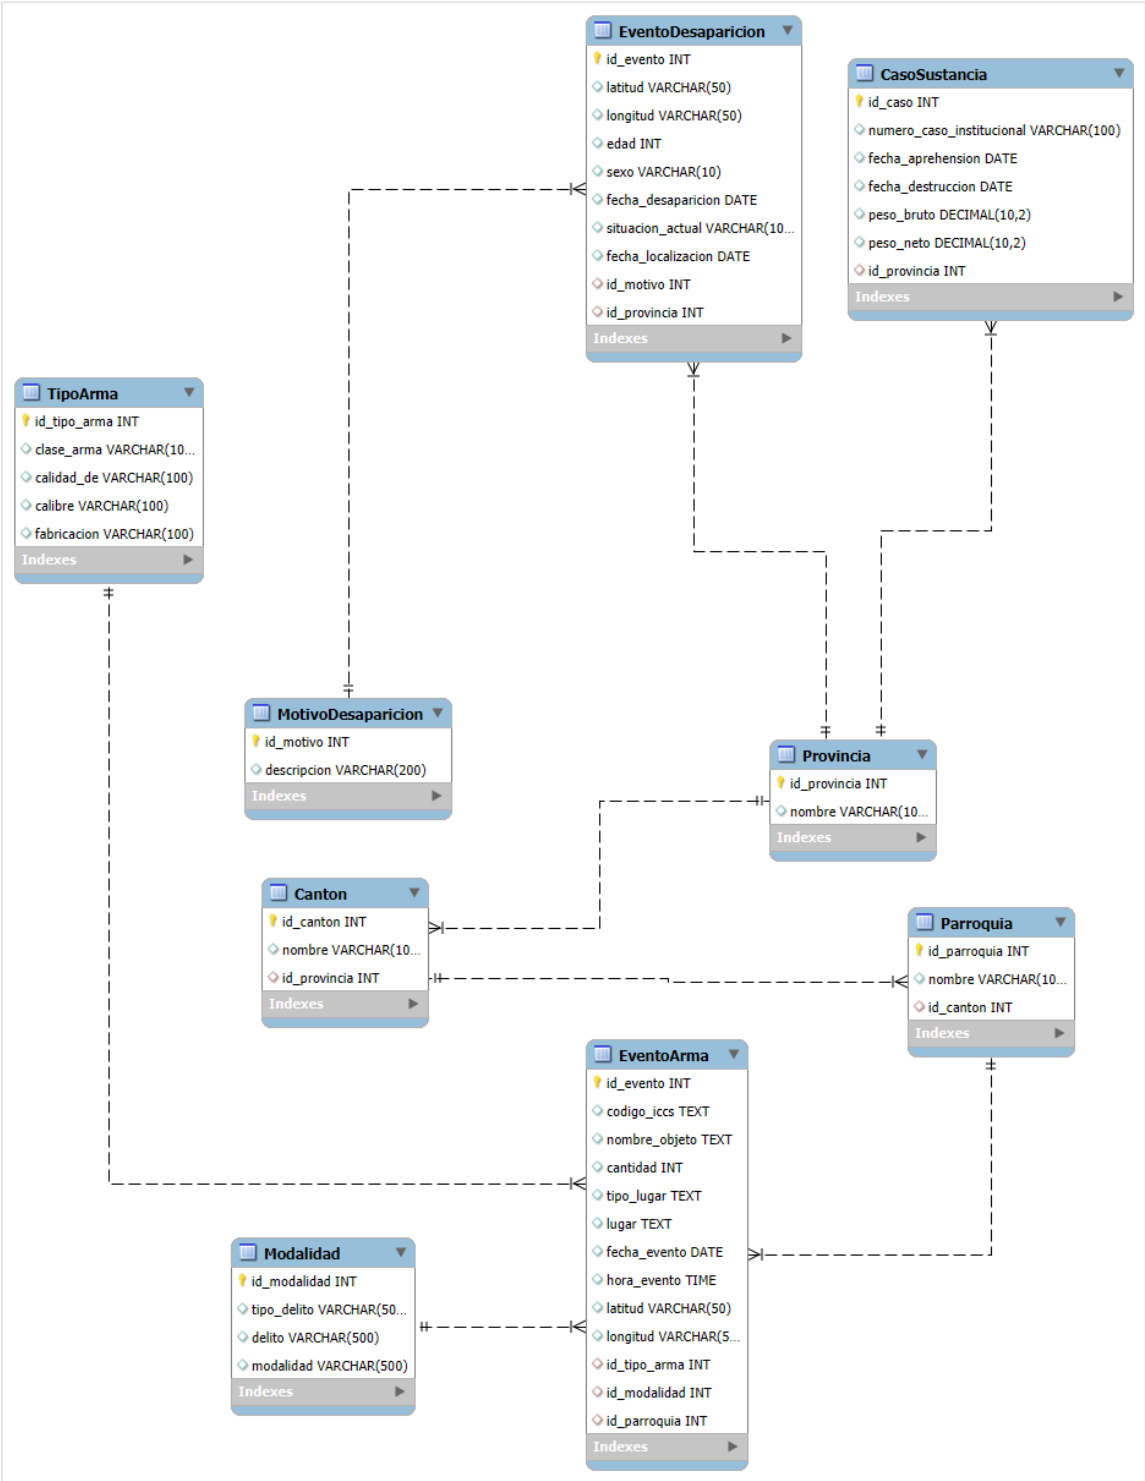 EventoDesaparicion
id_evento INT
latitud VARCHAR(50)
longitud VARCHAR(50)
edad INT
sexo VARCHAR(10)
fecha_desaparicion DATE
situacion_actual VARCHAR(10...
fecha_localizacion DATE
id_motivo INT
id_provincia INT
Indexes
CasoSustancia
id_caso INT
numero_caso_institucional VARCHAR(100)
fecha_aprehension DATE
fecha_destruccion DATE
peso_bruto DECIMAL(10,2)
peso_neto DECIMAL(10,2)
id_provincia INT
Indexes
TipoArma
id_tipo_arma INT
clase_arma VARCHAR(10...
calidad_de VARCHAR(100)
calibre VARCHAR(100)
fabricacion VARCHAR(100)
Indexes
MotivoDesaparicion
id_motivo INT
descripcion VARCHAR(200)
Indexes
Provincia
id_provincia INT
nombre VARCHAR(10...
Indexes
Canton
id_canton INT
nombre VARCHAR(10...
id_provincia INT
Indexes
Parroquia
id_parroquia INT
nombre VARCHAR(10...
id_canton INT
Indexes
EventoArma
id_evento INT
codigo_iccs TEXT
nombre_objeto TEXT
cantidad INT
tipo_lugar TEXT
lugar TEXT
fecha_evento DATE
hora_evento TIME
latitud VARCHAR(50)
longitud VARCHAR(5...
id_tipo_arma INT
id_modalidad INT
id_parroquia INT
Indexes
Modalidad
id_modalidad INT
tipo_delito VARCHAR(50...
delito VARCHAR(500)
modalidad VARCHAR(500)
Indexes